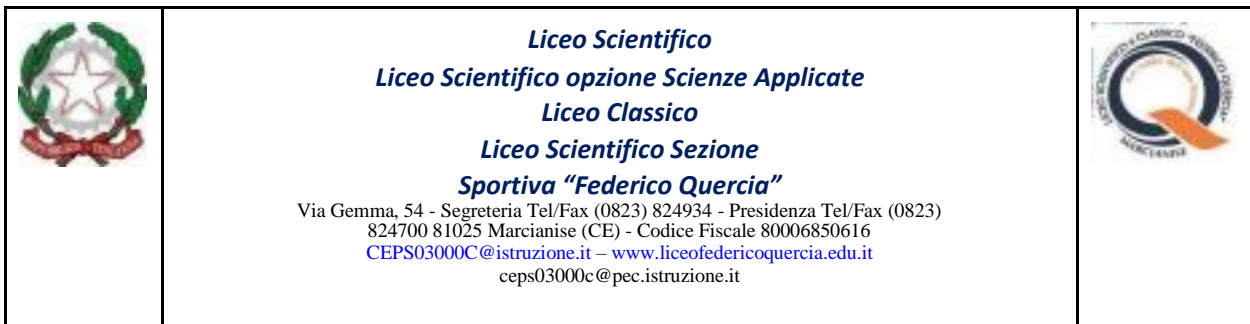 Liceo Scientifico
Liceo Scientifico opzione Scienze Applicate
Liceo Classico
Liceo Scientifico Sezione
Sportiva “Federico Quercia”
Via Gemma, 54 - Segreteria Tel/Fax (0823) 824934 - Presidenza Tel/Fax (0823)
824700 81025 Marcianise (CE) - Codice Fiscale 80006850616
CEPS03000C@istruzione.it – www.liceofedericoquercia.edu.it
ceps03000c@pec.istruzione.it
MARCIANISE